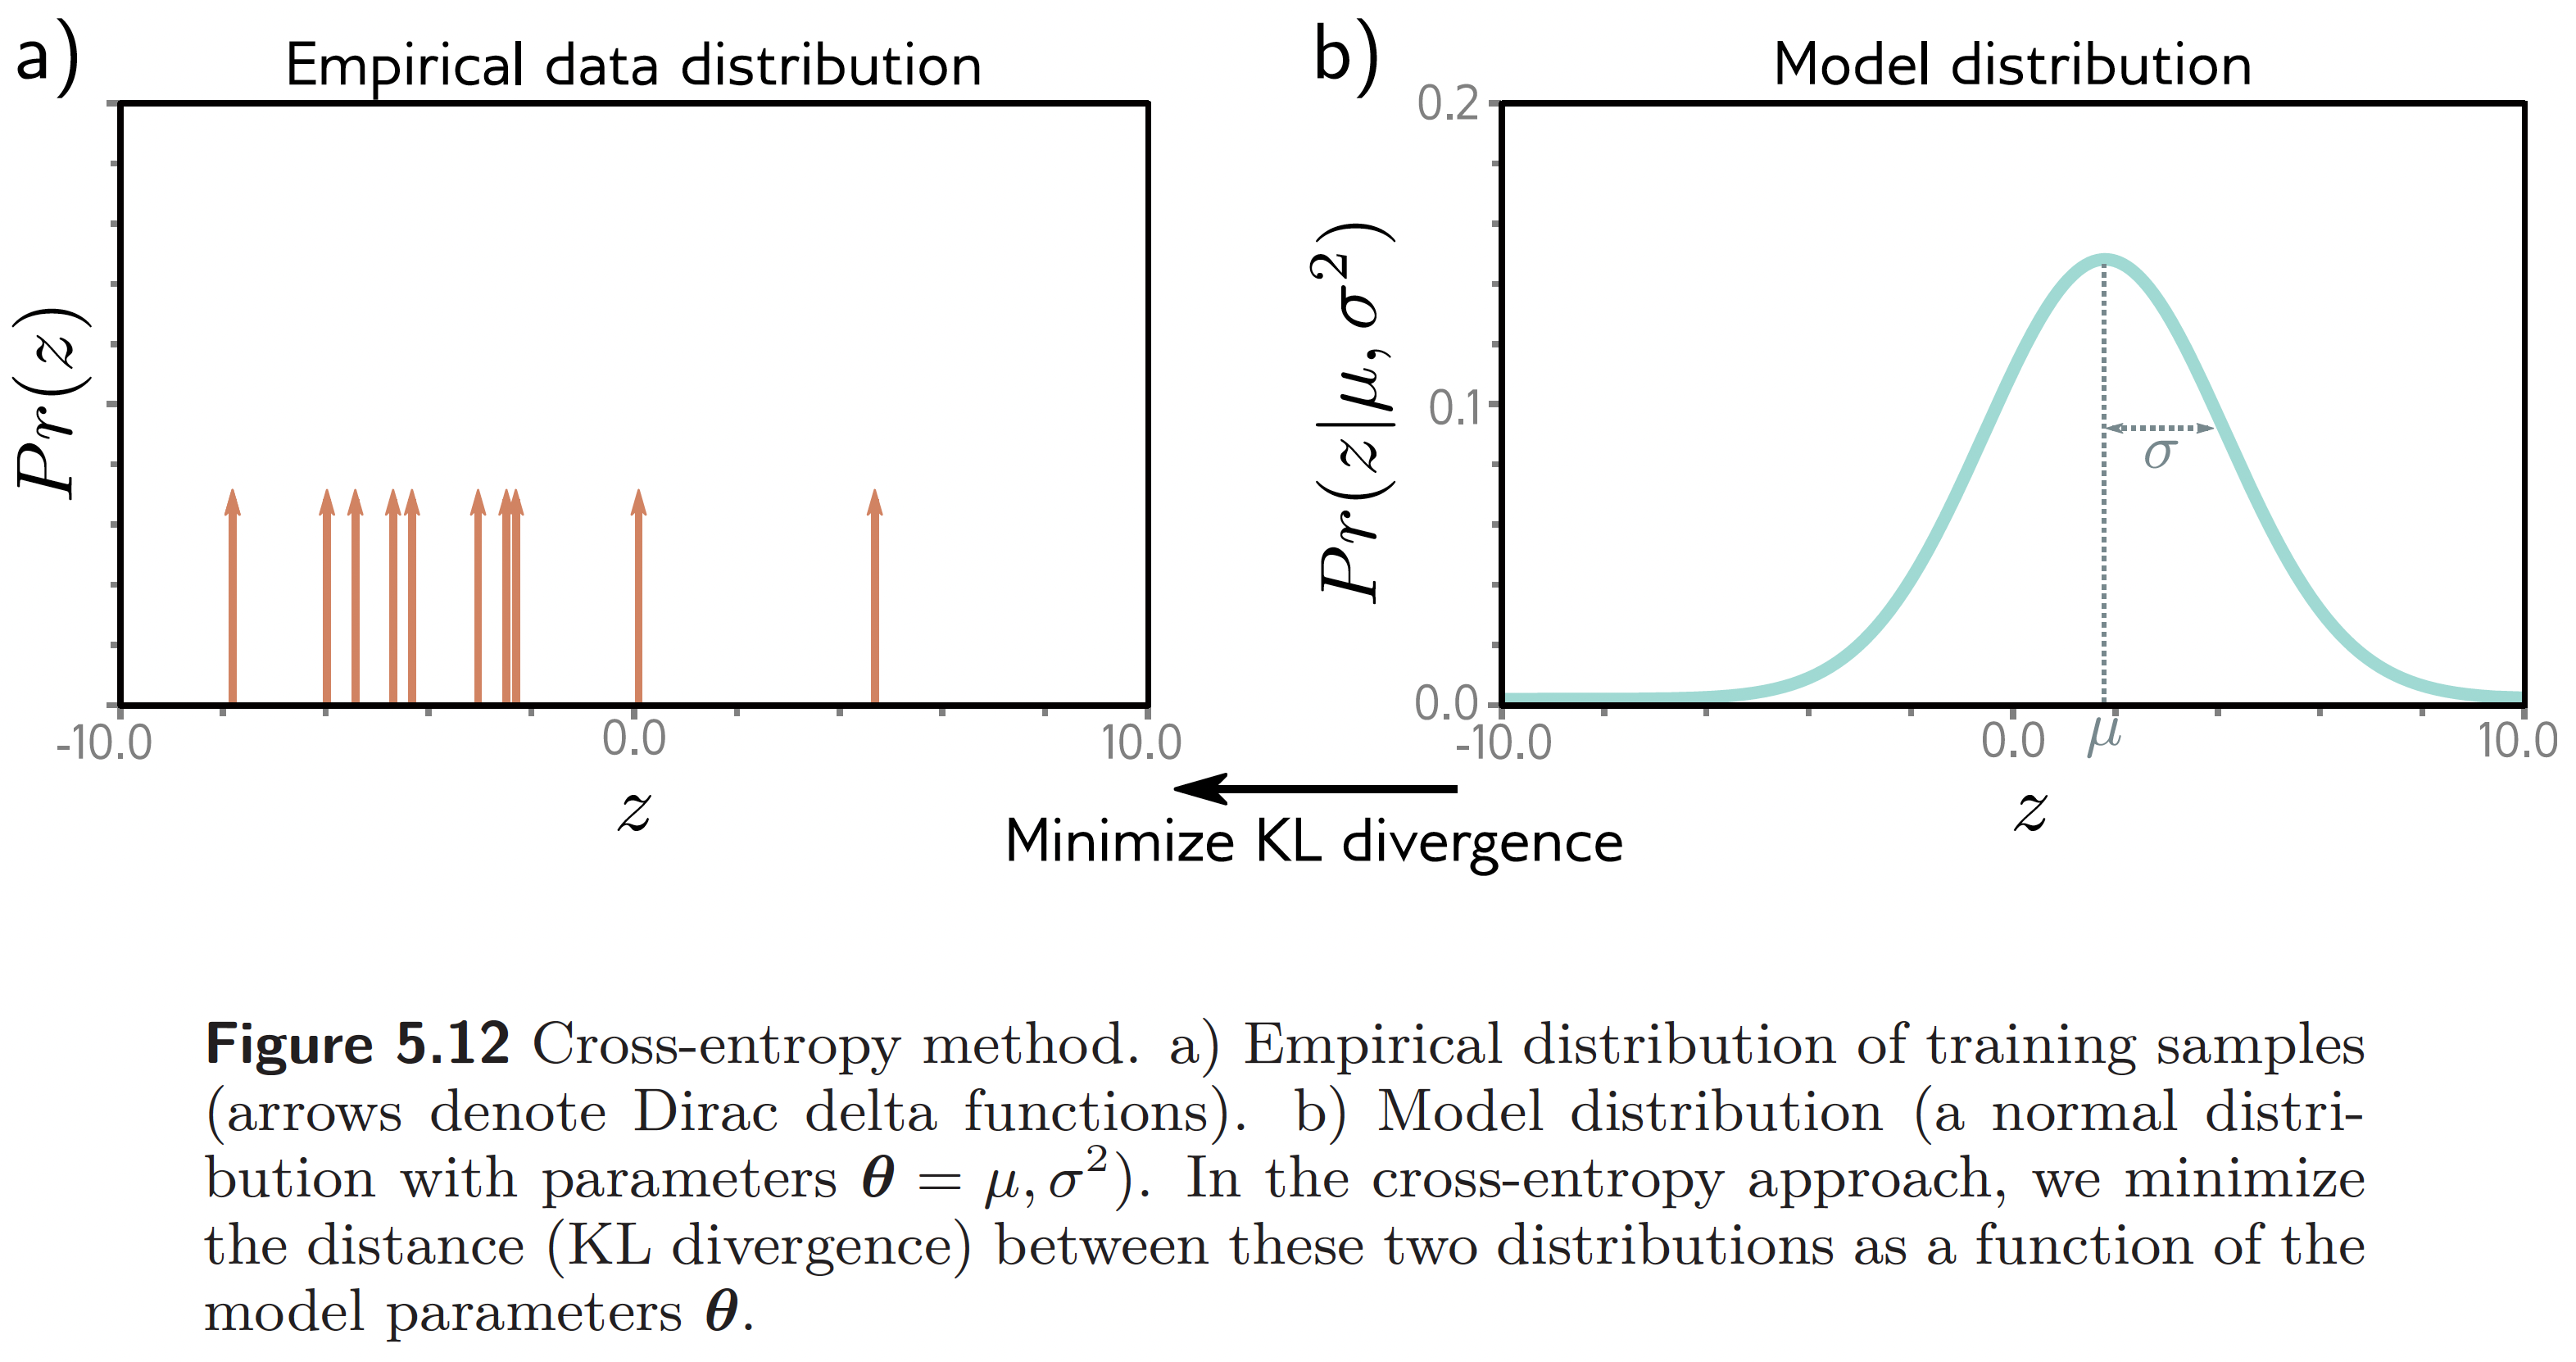 a)
Empirical data distribution
Pr(z)
-10.0
0.0
10.0
z
b)
Model distribution
Pr(z|μ, σ²)
0.2
0.1
0.0
σ
-10.0
0.0
μ
10.0
z
Minimize KL divergence
Figure 5.12 Cross-entropy method. a) Empirical distribution of training samples
(arrows denote Dirac delta functions). b) Model distribution (a normal distri-
bution with parameters θ = μ, σ²). In the cross-entropy approach, we minimize
the distance (KL divergence) between these two distributions as a function of the
model parameters θ.